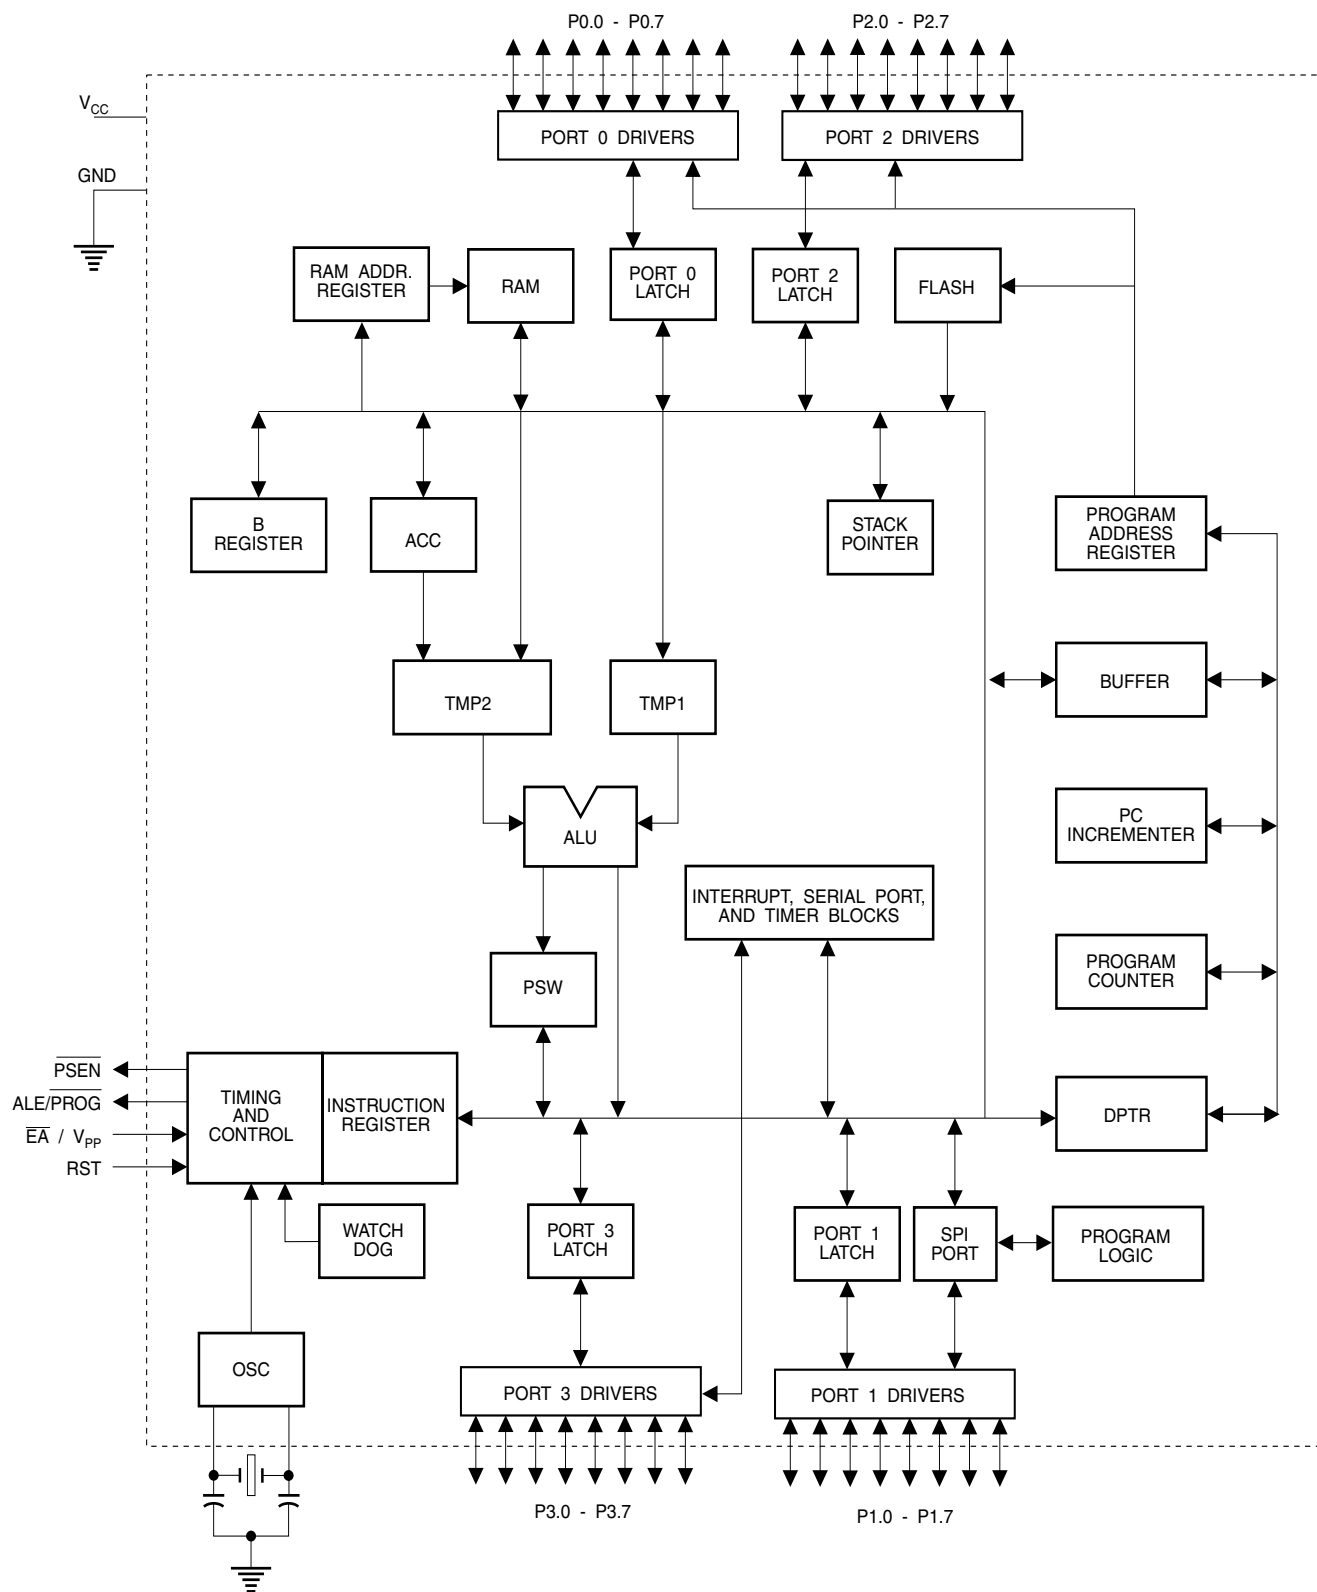 P0.0 - P0.7
P2.0 - P2.7
VCC
PORT 0 DRIVERS
PORT 2 DRIVERS
GND
RAM ADDR.
REGISTER
RAM
PORT 0
LATCH
PORT 2
LATCH
FLASH
B
REGISTER
ACC
STACK
POINTER
PROGRAM
ADDRESS
REGISTER
TMP2
TMP1
BUFFER
ALU
PC
INCREMENTER
INTERRUPT, SERIAL PORT,
AND TIMER BLOCKS
PSW
PROGRAM
COUNTER
PSEN
ALE/PROG
EA / VPP
RST
TIMING
AND
CONTROL
INSTRUCTION
REGISTER
DPTR
WATCH
DOG
PORT 3
LATCH
PORT 1
LATCH
SPI
PORT
PROGRAM
LOGIC
OSC
PORT 3 DRIVERS
PORT 1 DRIVERS
P3.0 - P3.7
P1.0 - P1.7